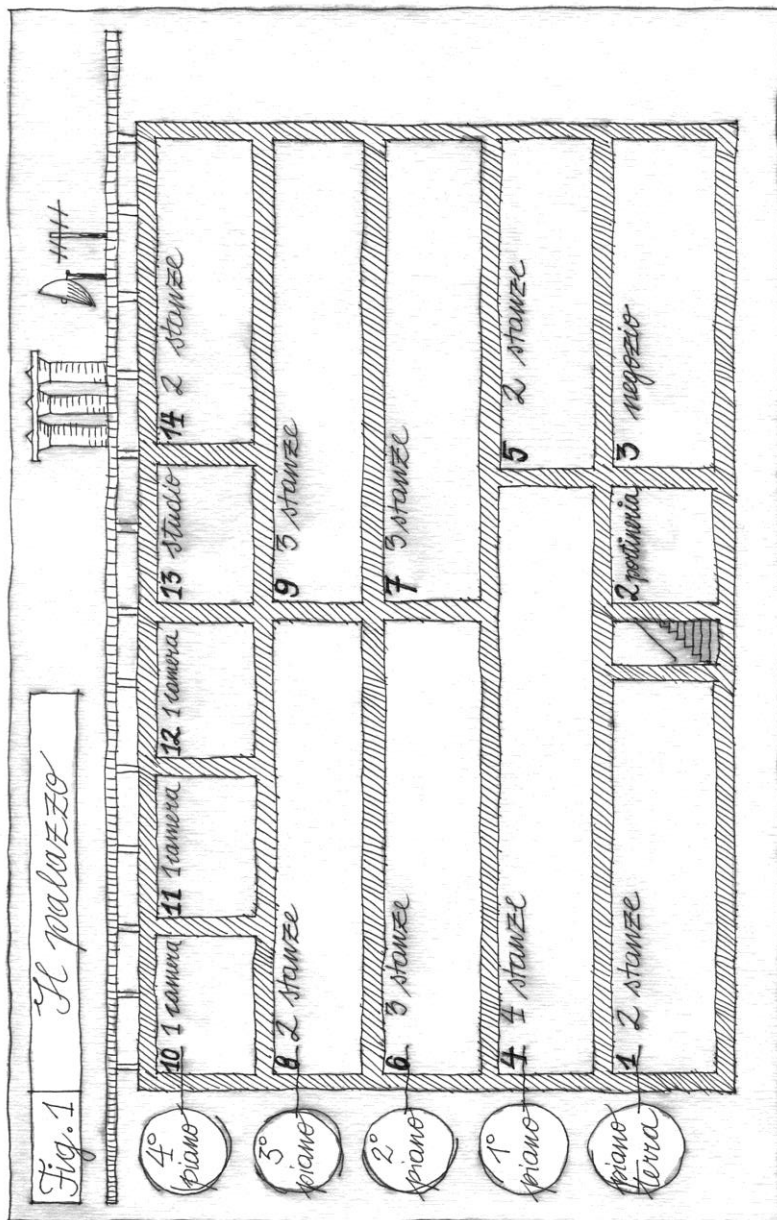 Fig. 1 Il palazzo
4° piano
10 1 camera
11 1 camera
12 1 camera
13 studio
14 2 stanze
3° piano
8 2 stanze
9 3 stanze
2° piano
6 3 stanze
7 3 stanze
1° piano
4 4 stanze
5 2 stanze
piano terra
1 2 stanze
2 portineria
3 negozio